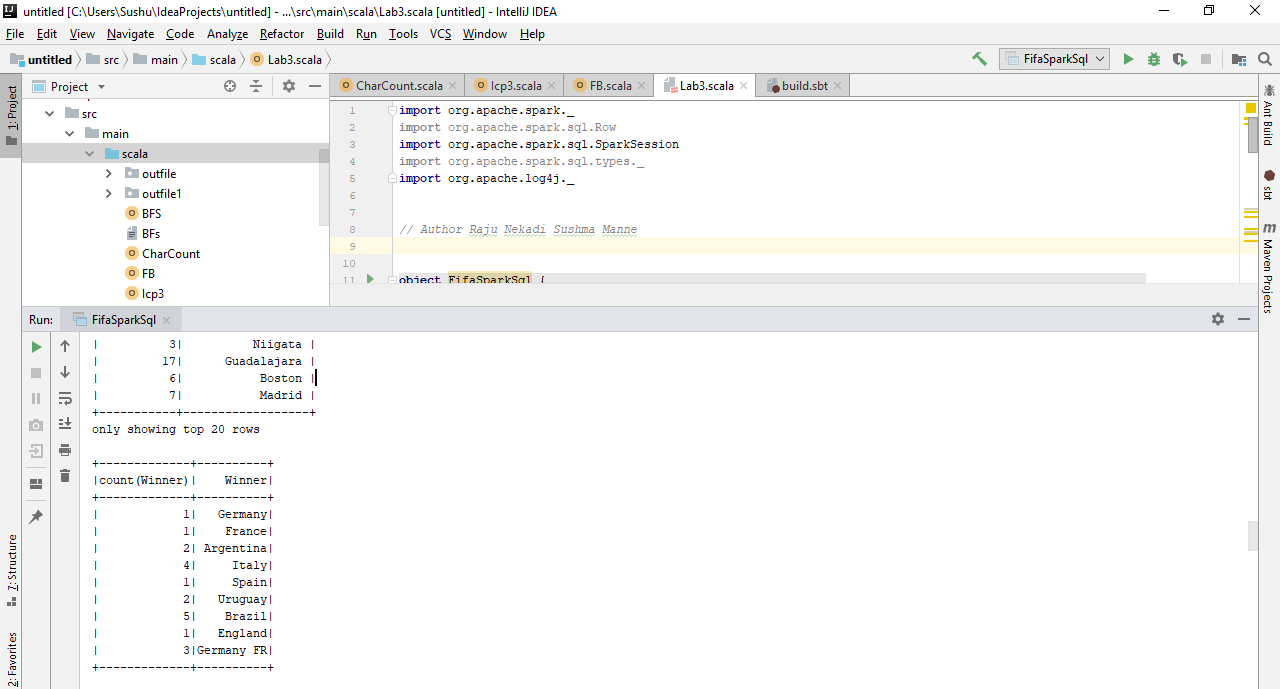 untitled [C:\Users\Sushu\IdeaProjects\untitled] - ...\src\main\scala\Lab3.scala [untitled] - IntelliJ IDEA
File Edit View Navigate Code Analyze Refactor Build Run Tools VCS Window Help
untitled src main scala Lab3.scala FifaSparkSql
1: Project
Project
src
main
scala
outfile
outfile1
BFS
BFs
CharCount
FB
lcp3
CharCount.scala lcp3.scala FB.scala Lab3.scala build.sbt
1 import org.apache.spark._
2 import org.apache.spark.sql.Row
3 import org.apache.spark.sql.SparkSession
4 import org.apache.spark.sql.types._
5 import org.apache.log4j._
6
7
8 // Author Raju Nekadi Sushma Manne
9
10
11 object FifaSparkSql {
Ant Build
sbt
m Maven Projects
Run: FifaSparkSql
| 3| Niigata |
| 17| Guadalajara |
| 6| Boston |
| 7| Madrid |
+-----------+------------------+
only showing top 20 rows
+-------------+----------+
|count(Winner)| Winner|
+-------------+----------+
| 1| Germany|
| 1| France|
| 2| Argentina|
| 4| Italy|
| 1| Spain|
| 2| Uruguay|
| 5| Brazil|
| 1| England|
| 3|Germany FR|
+-------------+----------+
7: Structure
2: Favorites